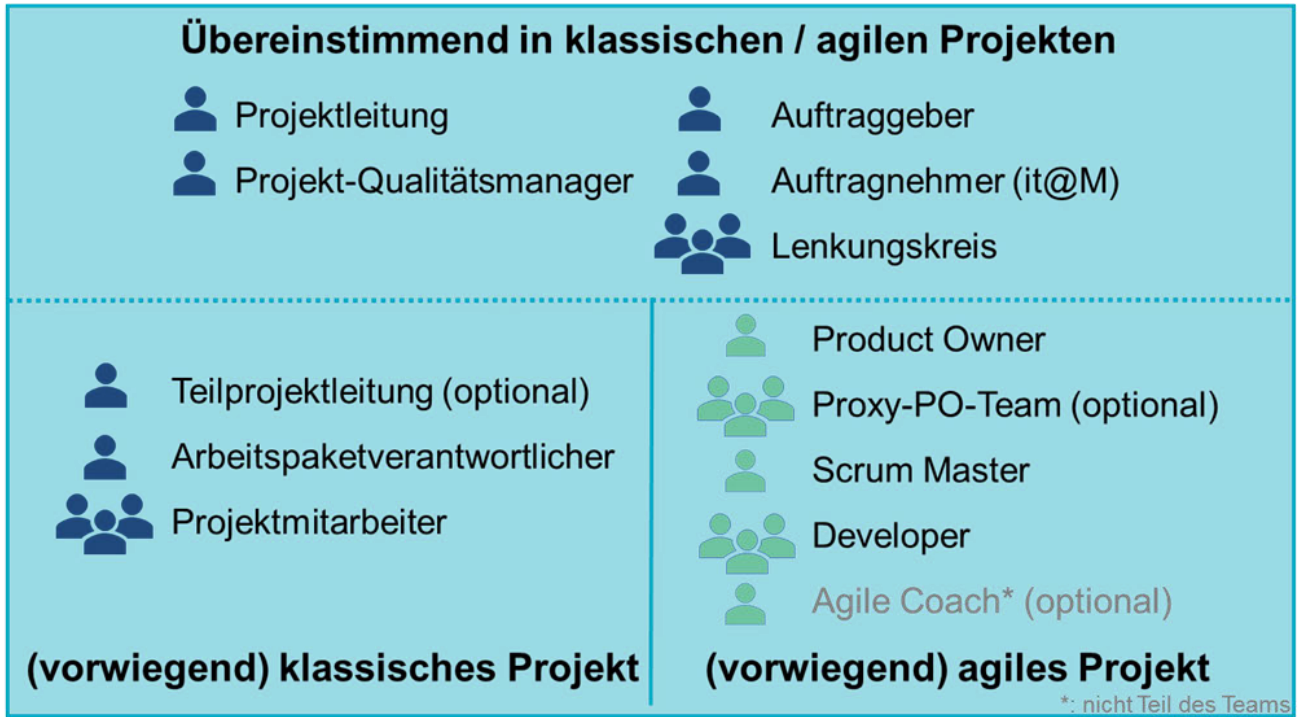 Übereinstimmend in klassischen / agilen Projekten
Projektleitung
Projekt-Qualitätsmanager
Auftraggeber
Auftragnehmer (it@M)
Lenkungskreis
Teilprojektleitung (optional)
Arbeitspaketverantwortlicher
Projektmitarbeiter
(vorwiegend) klassisches Projekt
Product Owner
Proxy-PO-Team (optional)
Scrum Master
Developer
Agile Coach* (optional)
(vorwiegend) agiles Projekt
*: nicht Teil des Teams